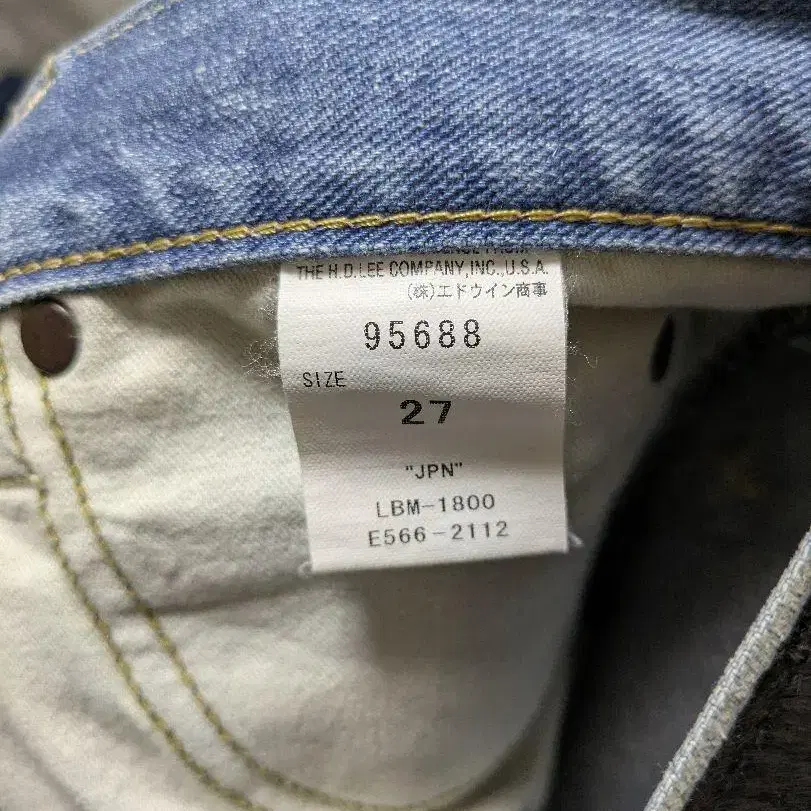 THE H.D.LEE COMPANY,INC.,U.S.A.
(株)エドウイン商事
95688
SIZE
27
"JPN"
LBM-1800
E566-2112